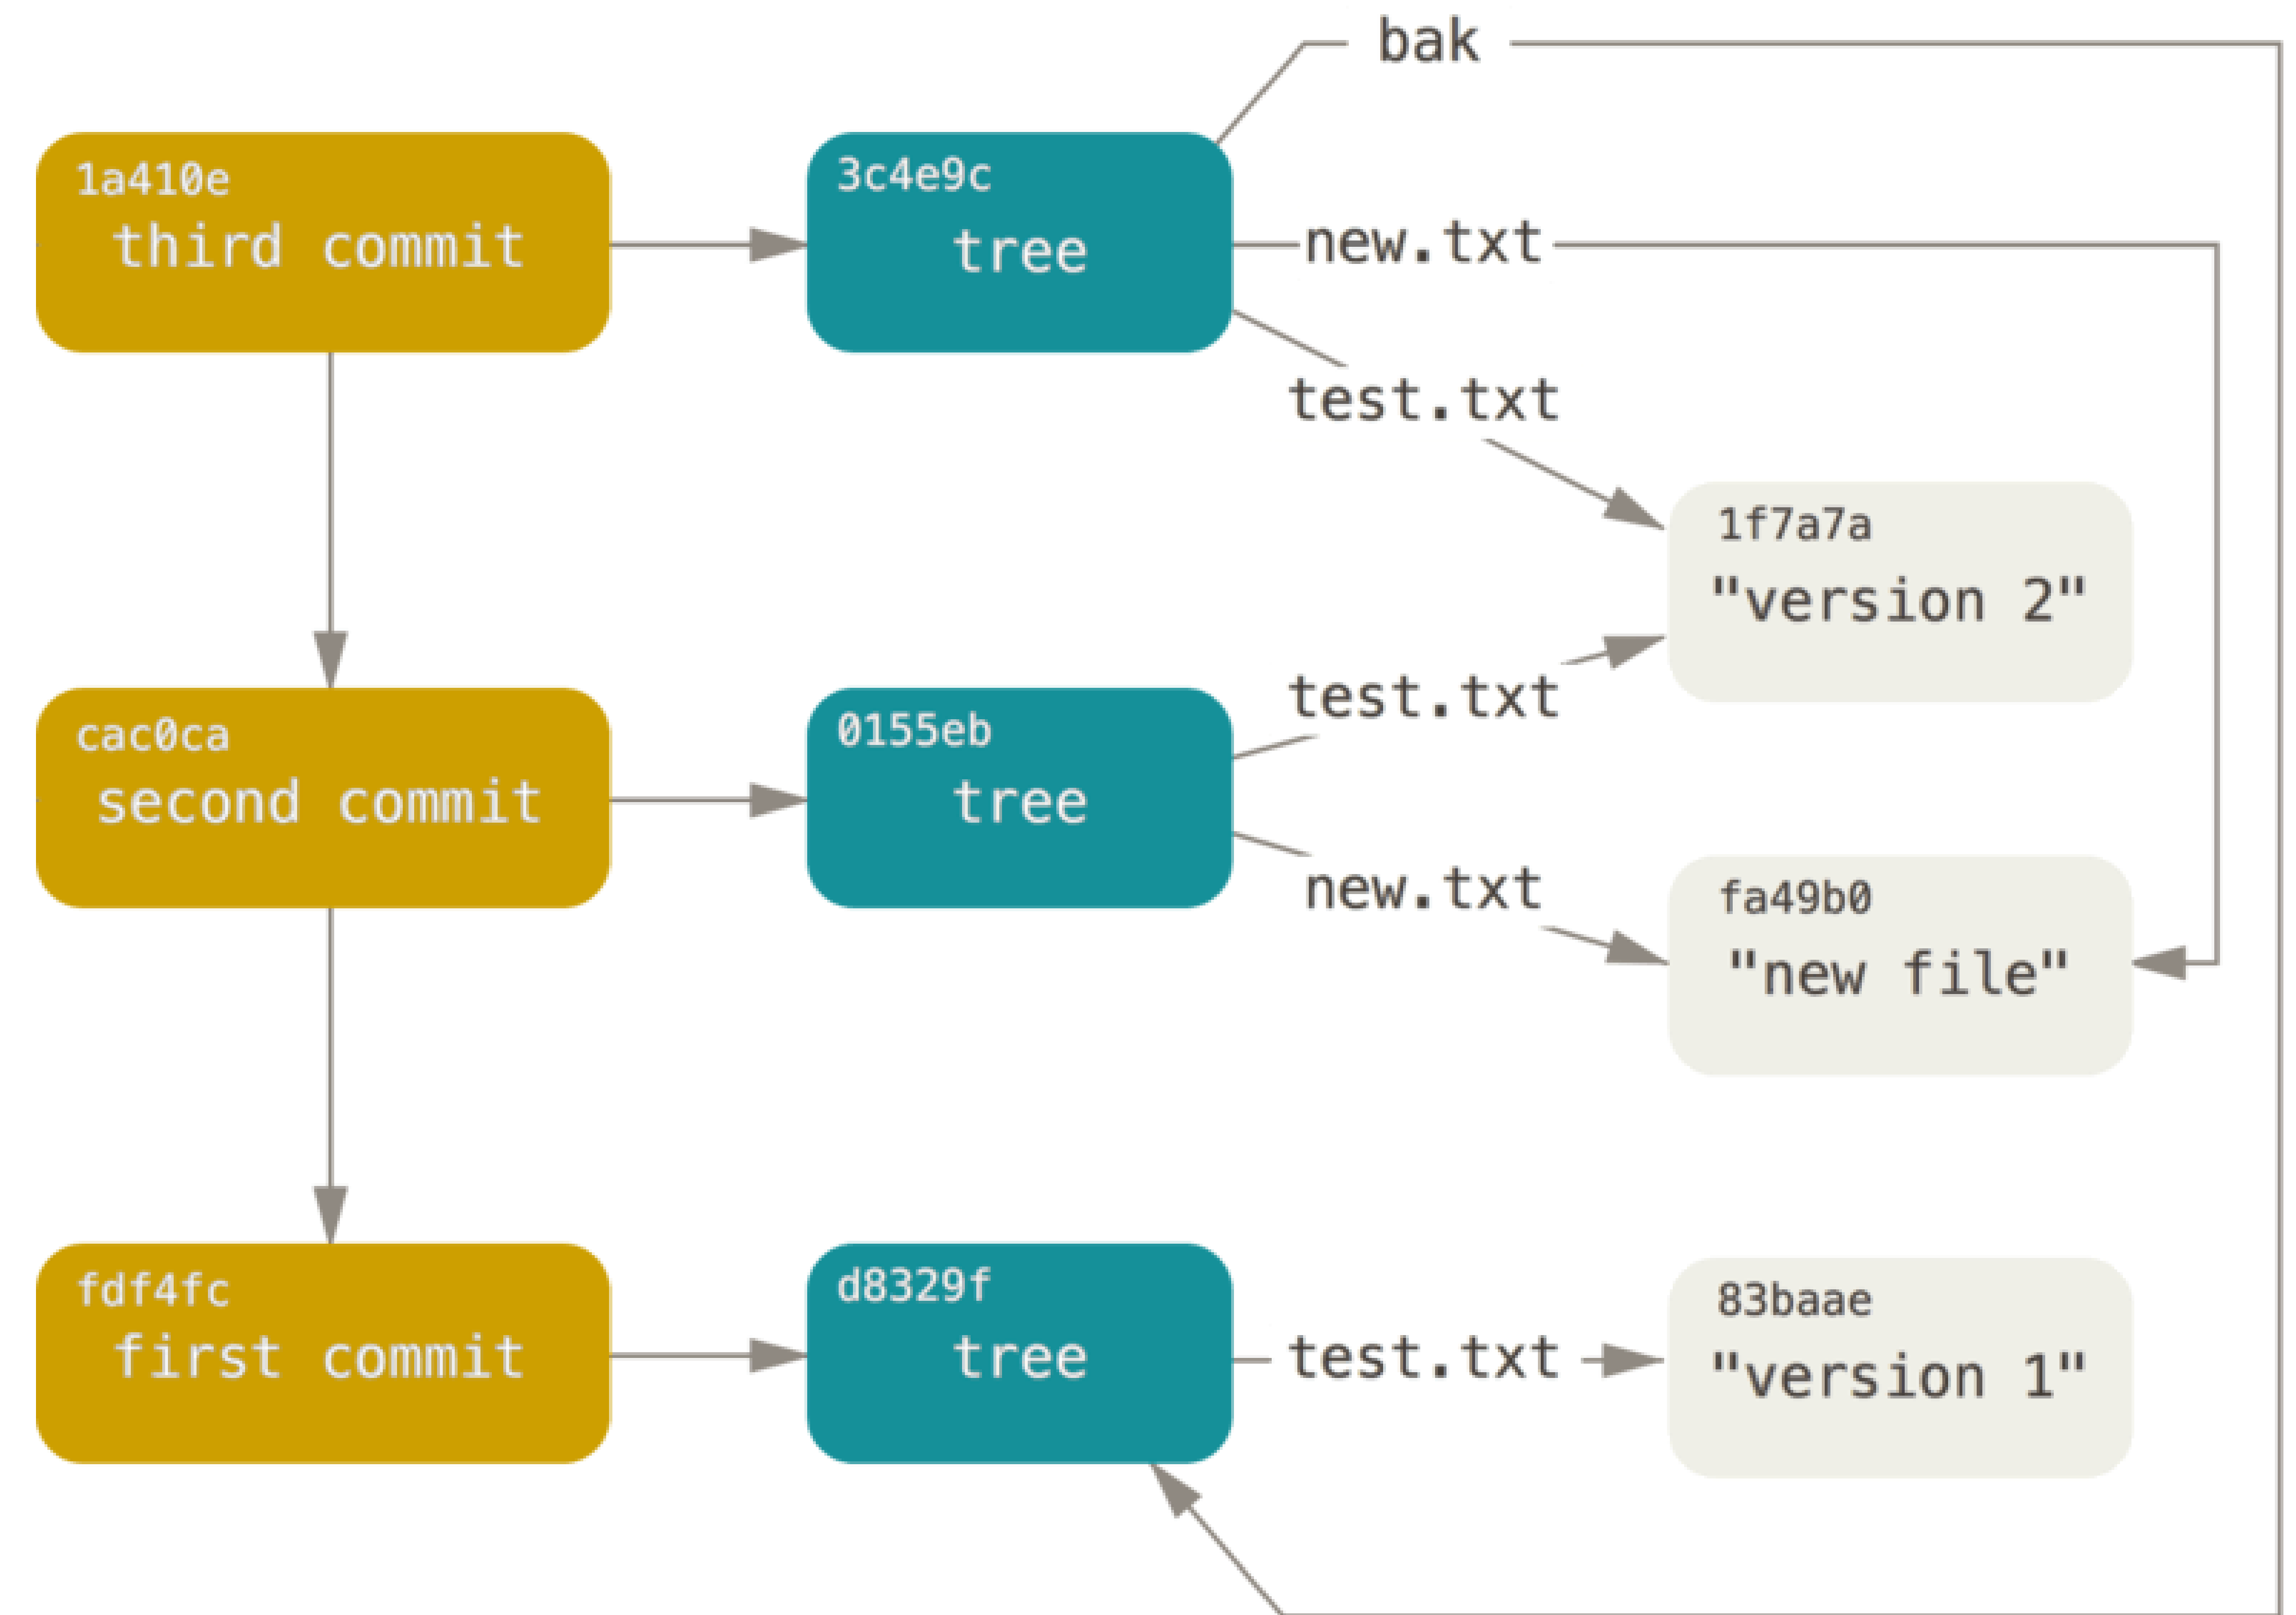 bak
1a410e
third commit
3c4e9c
tree
new.txt
test.txt
1f7a7a
"version 2"
cac0ca
second commit
0155eb
tree
test.txt
new.txt
fa49b0
"new file"
fdf4fc
first commit
d8329f
tree
test.txt
83baae
"version 1"